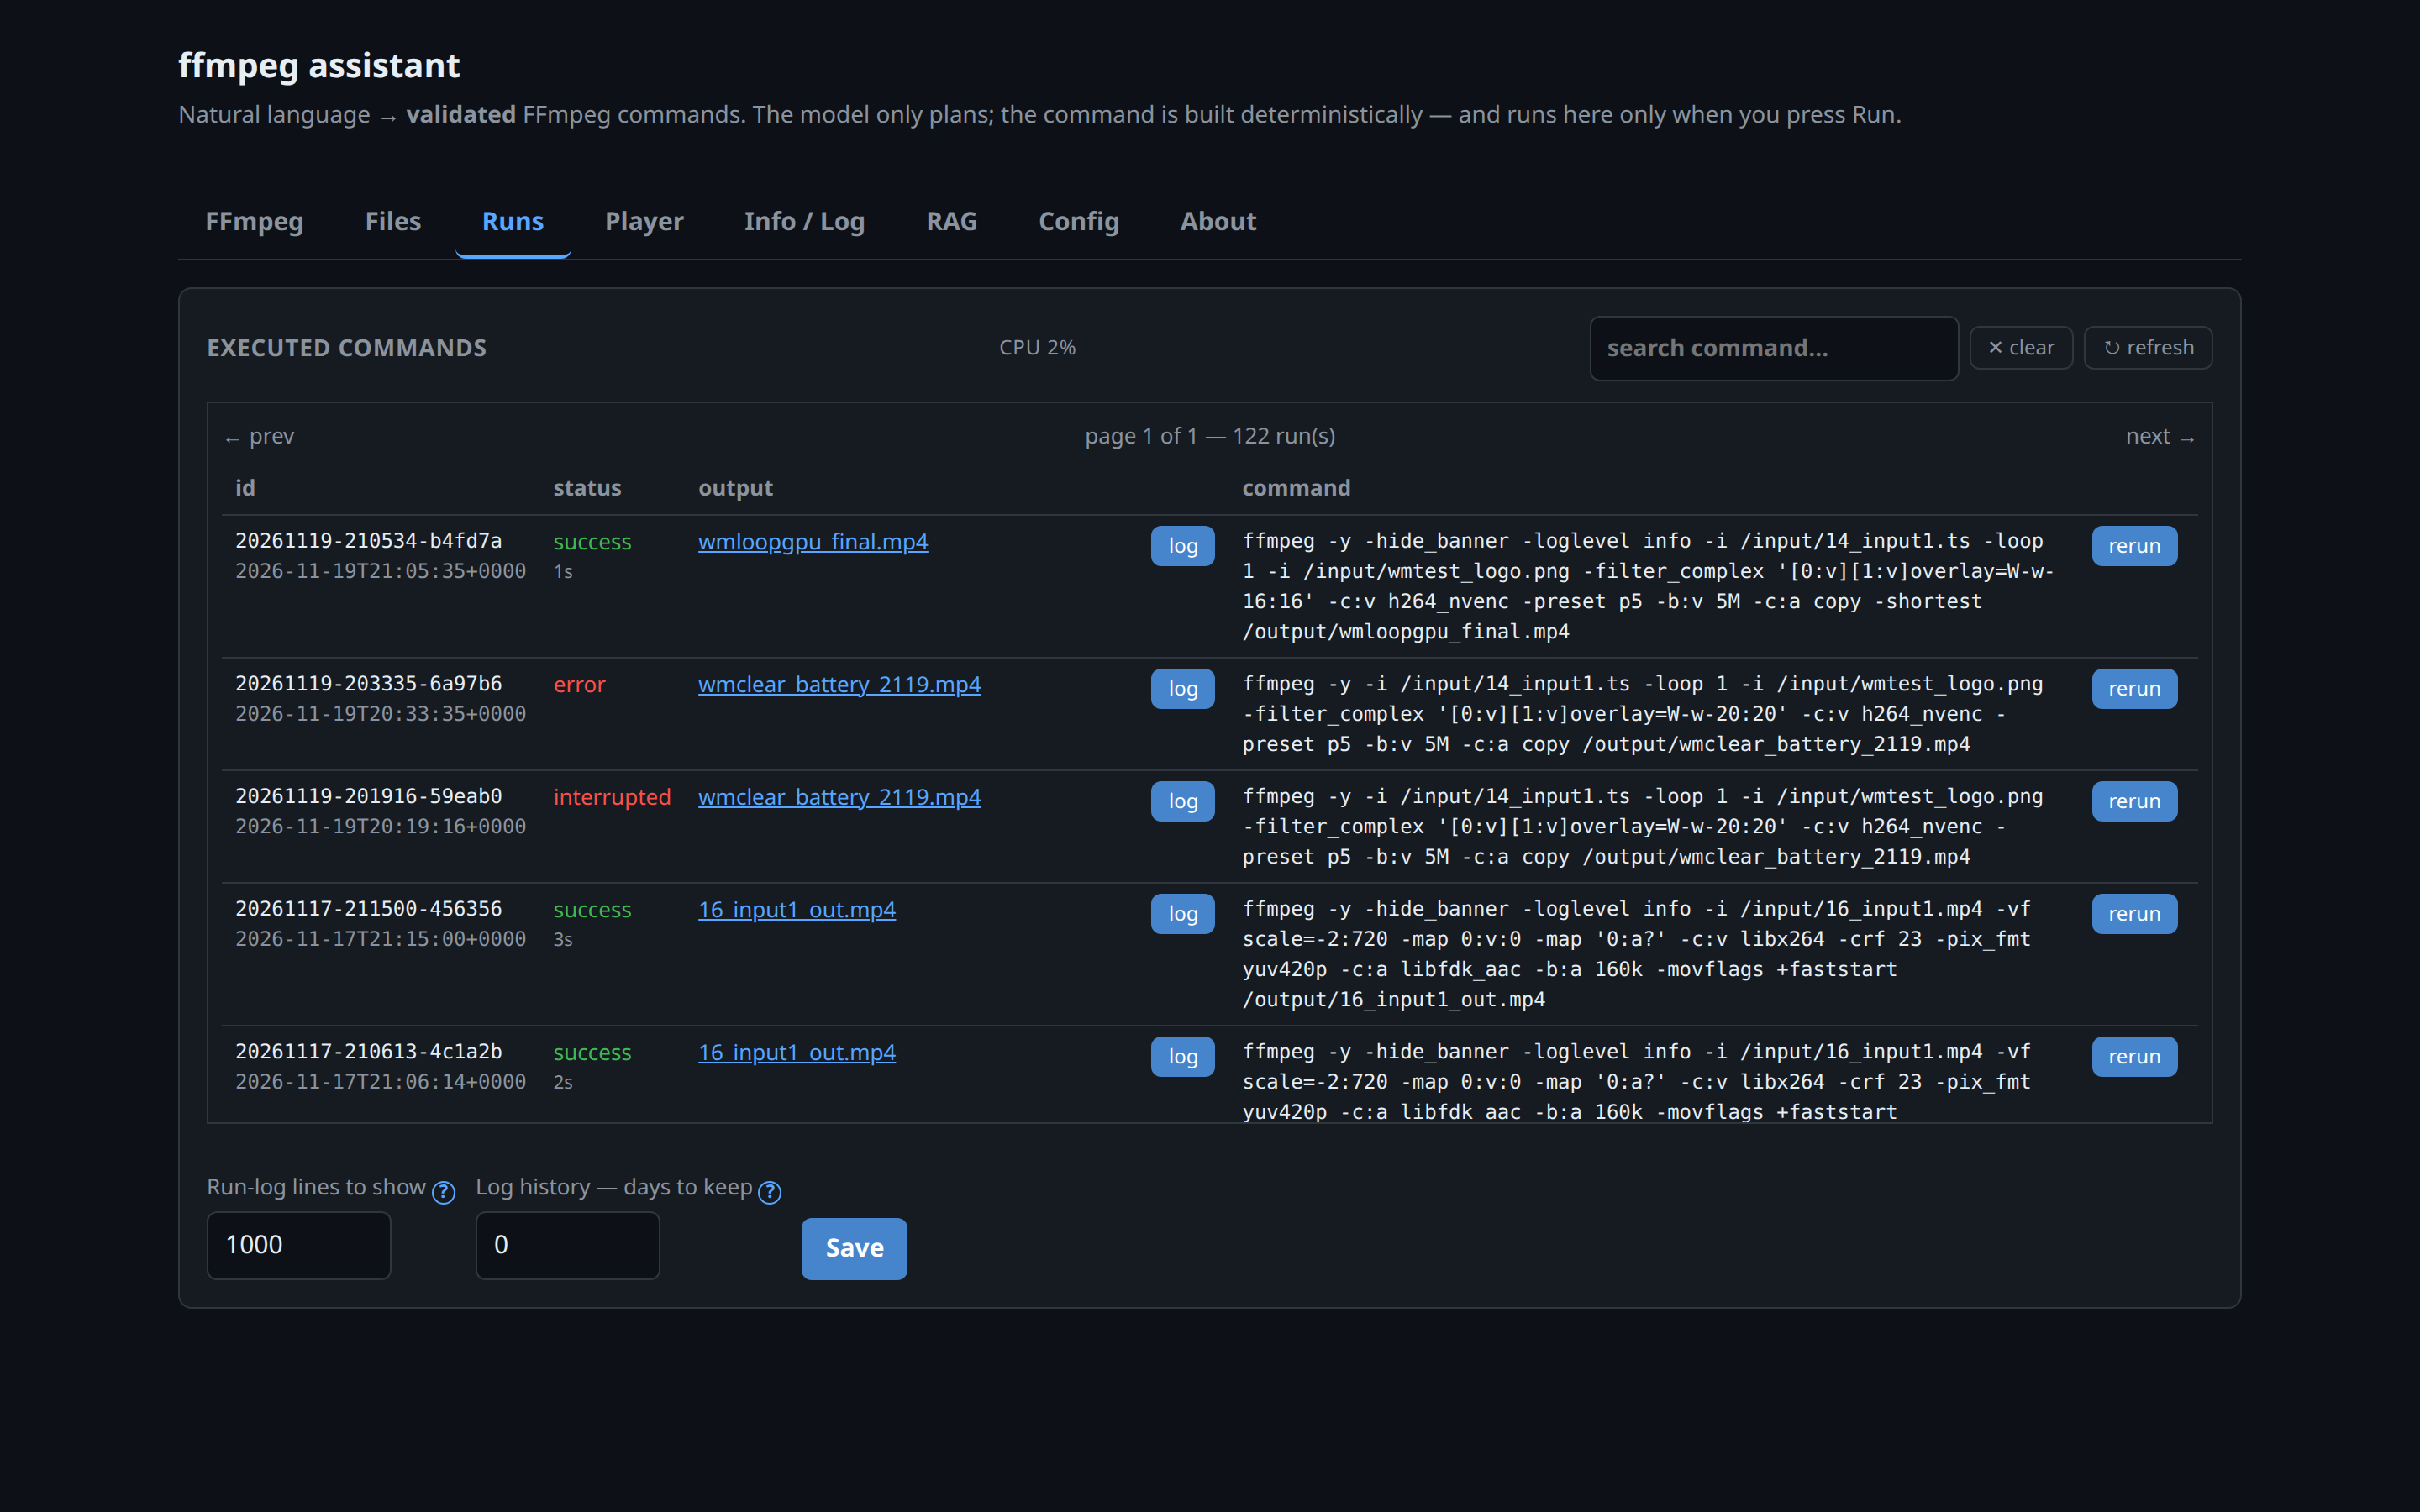 ffmpeg assistant
Natural language → validated FFmpeg commands. The model only plans; the command is built deterministically — and runs here only when you press Run.
FFmpeg Files Runs Player Info / Log RAG Config About
EXECUTED COMMANDS CPU 2% search command... ✕ clear ↻ refresh
← prev page 1 of 1 — 122 run(s) next →
id status output command
20261119-210534-b4fd7a success wmloopgpu_final.mp4 log ffmpeg -y -hide_banner -loglevel info -i /input/14_input1.ts -loop rerun
2026-11-19T21:05:35+0000 1s 1 -i /input/wmtest_logo.png -filter_complex '[0:v][1:v]overlay=W-w-
16:16' -c:v h264_nvenc -preset p5 -b:v 5M -c:a copy -shortest
/output/wmloopgpu_final.mp4
20261119-203335-6a97b6 error wmclear_battery_2119.mp4 log ffmpeg -y -i /input/14_input1.ts -loop 1 -i /input/wmtest_logo.png rerun
2026-11-19T20:33:35+0000 -filter_complex '[0:v][1:v]overlay=W-w-20:20' -c:v h264_nvenc -
preset p5 -b:v 5M -c:a copy /output/wmclear_battery_2119.mp4
20261119-201916-59eab0 interrupted wmclear_battery_2119.mp4 log ffmpeg -y -i /input/14_input1.ts -loop 1 -i /input/wmtest_logo.png rerun
2026-11-19T20:19:16+0000 -filter_complex '[0:v][1:v]overlay=W-w-20:20' -c:v h264_nvenc -
preset p5 -b:v 5M -c:a copy /output/wmclear_battery_2119.mp4
20261117-211500-456356 success 16_input1_out.mp4 log ffmpeg -y -hide_banner -loglevel info -i /input/16_input1.mp4 -vf rerun
2026-11-17T21:15:00+0000 3s scale=-2:720 -map 0:v:0 -map '0:a?' -c:v libx264 -crf 23 -pix_fmt
yuv420p -c:a libfdk_aac -b:a 160k -movflags +faststart
/output/16_input1_out.mp4
20261117-210613-4c1a2b success 16_input1_out.mp4 log ffmpeg -y -hide_banner -loglevel info -i /input/16_input1.mp4 -vf rerun
2026-11-17T21:06:14+0000 2s scale=-2:720 -map 0:v:0 -map '0:a?' -c:v libx264 -crf 23 -pix_fmt
yuv420p -c:a libfdk_aac -b:a 160k -movflags +faststart
Run-log lines to show ? Log history — days to keep ?
1000 0 Save